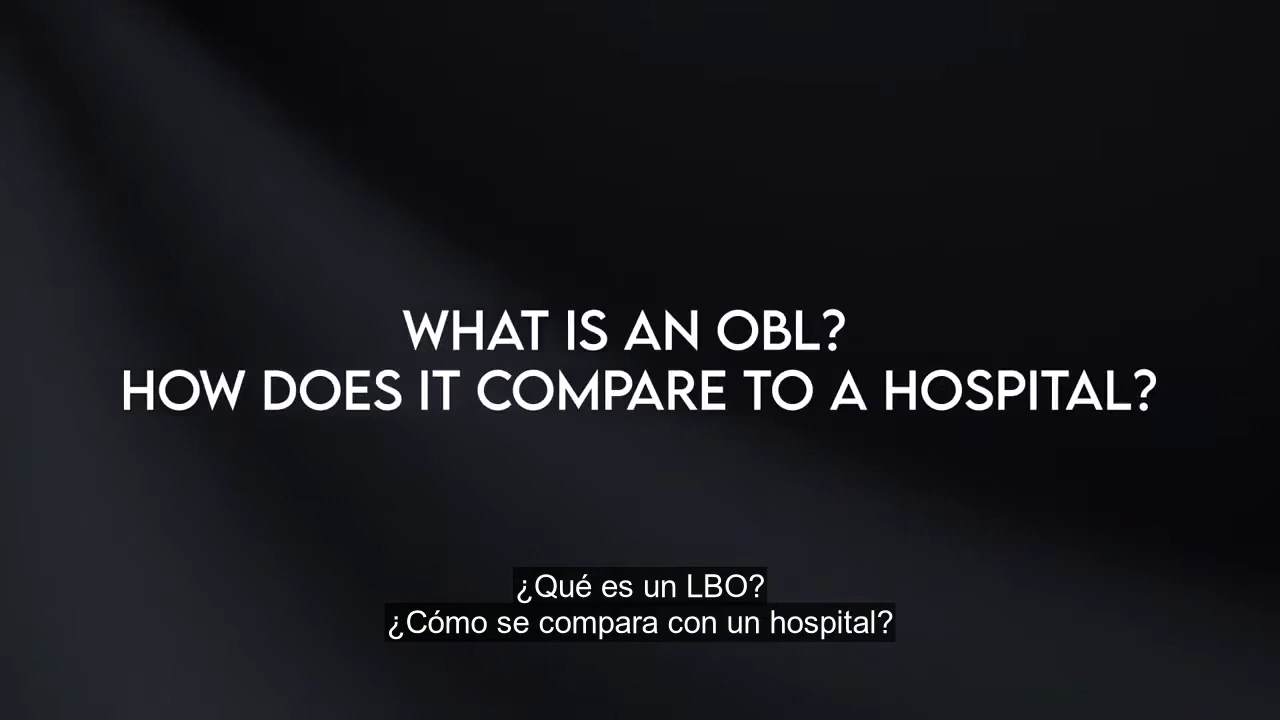 WHAT IS AN OBL?
HOW DOES IT COMPARE TO A HOSPITAL?
¿Qué es un LBO?
¿Cómo se compara con un hospital?